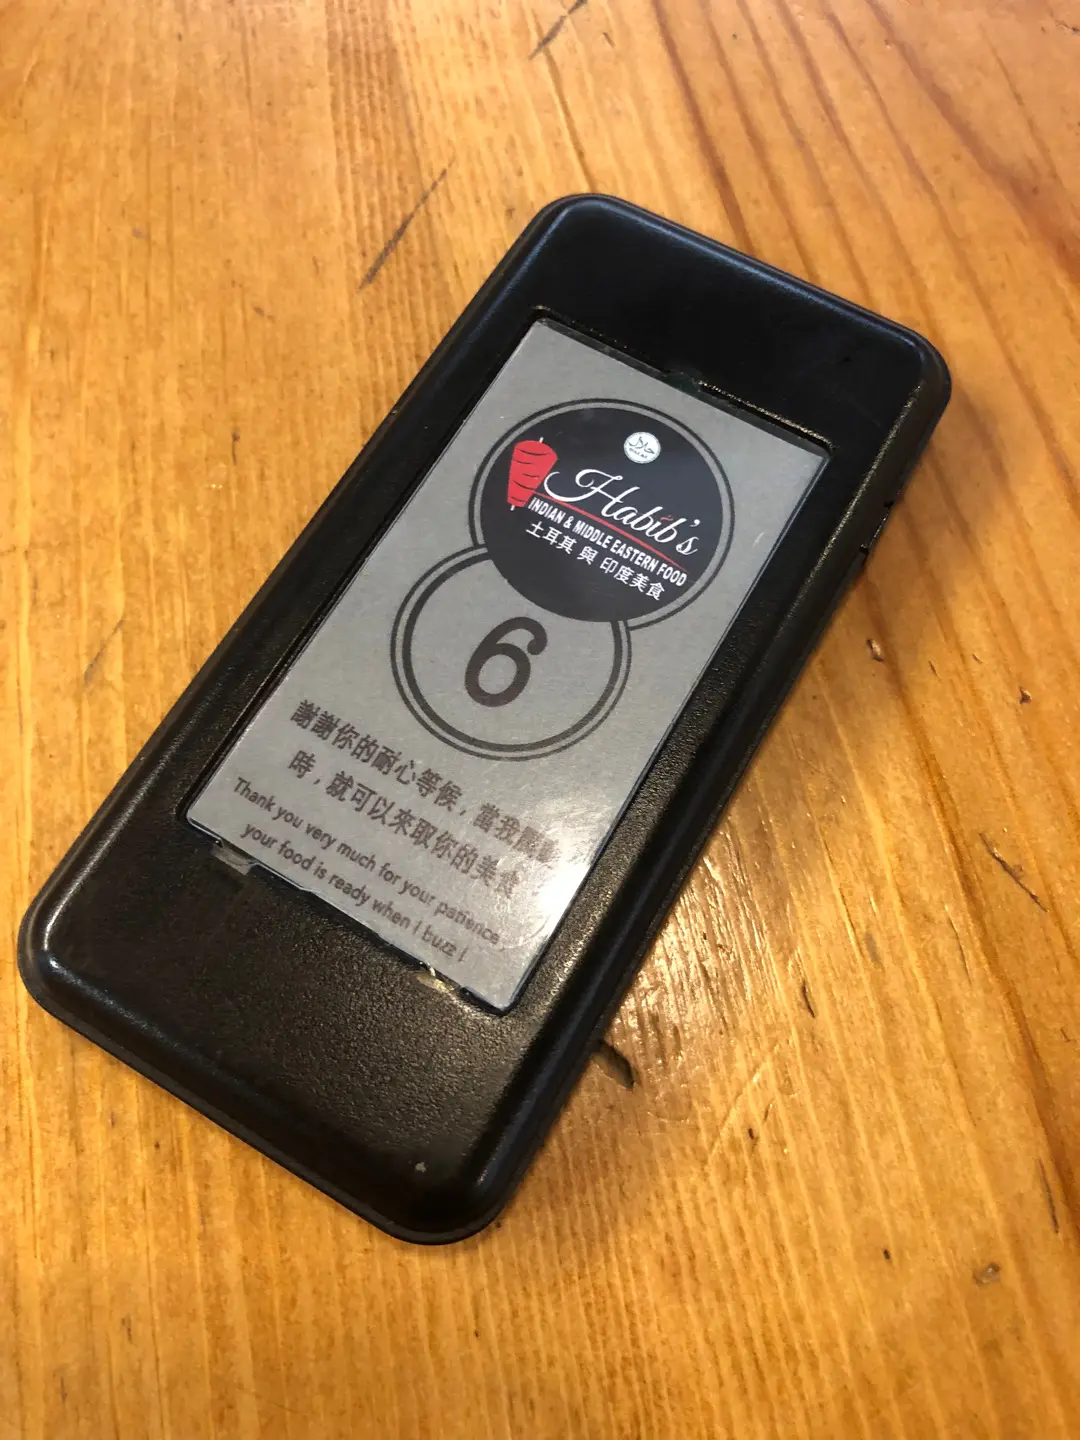 حلال
Habib's
INDIAN & MIDDLE EASTERN FOOD
土耳其 與 印度美食
6
謝謝你的耐心等候，當我震動
時，就可以來取你的美食
Thank you very much for your patience
your food is ready when I buzz !